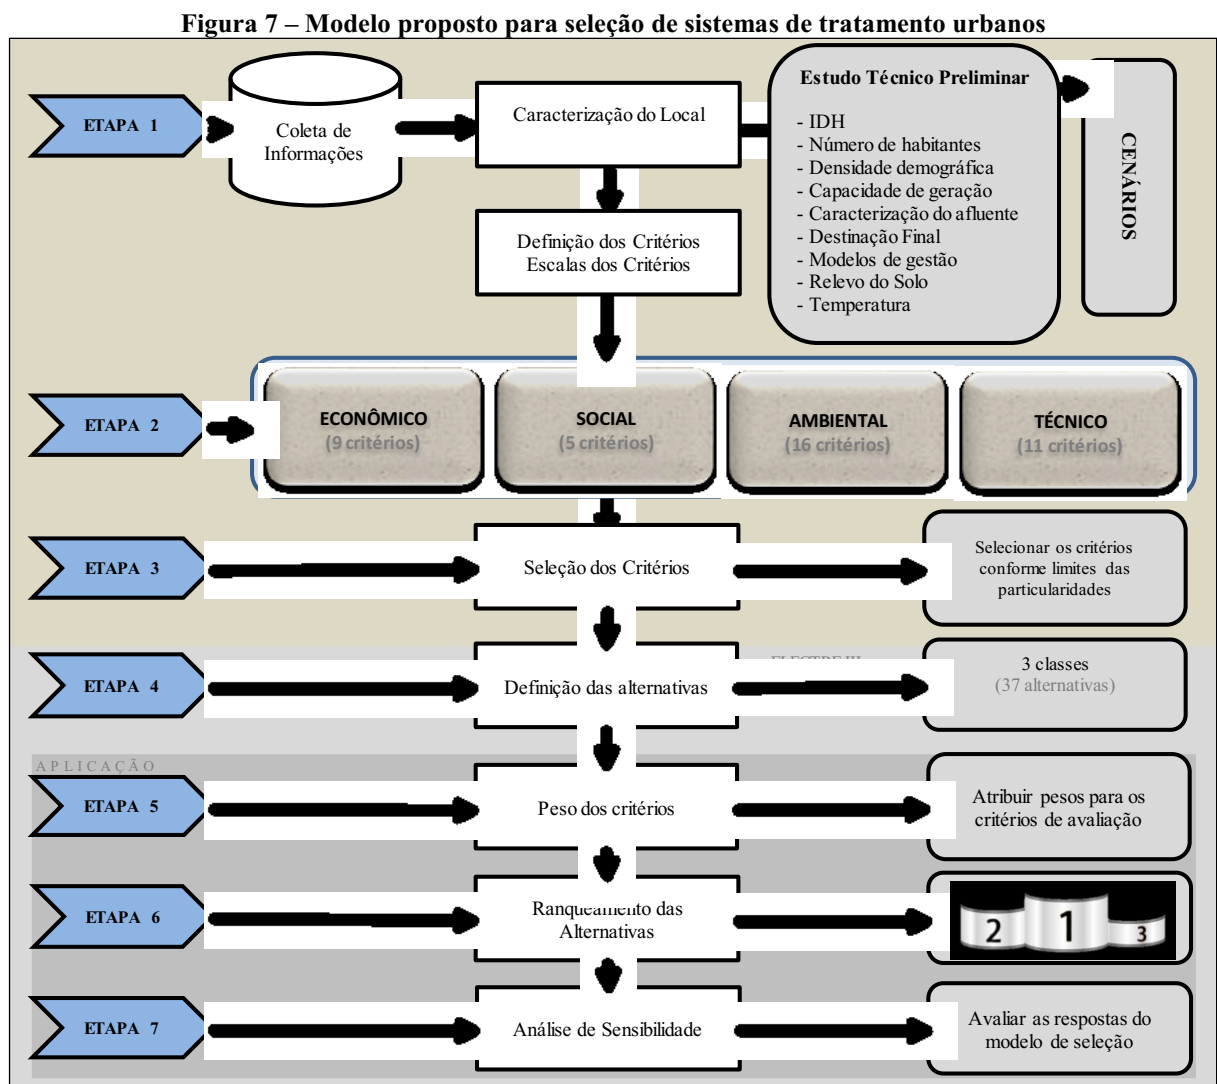 Figura 7 – Modelo proposto para seleção de sistemas de tratamento urbanos
ETAPA 1
Coleta de
Informações
Caracterização do Local
Estudo Técnico Preliminar
- IDH
- Número de habitantes
- Densidade demográfica
- Capacidade de geração
- Caracterização do afluente
- Destinação Final
- Modelos de gestão
- Relevo do Solo
- Temperatura
CENÁRIOS
Definição dos Critérios
Escalas dos Critérios
ETAPA 2
ECONÔMICO
(9 critérios)
SOCIAL
(5 critérios)
AMBIENTAL
(16 critérios)
TÉCNICO
(11 critérios)
ETAPA 3
Seleção dos Critérios
Selecionar os critérios
conforme limites das
particularidades
ELECTRE III
ETAPA 4
Definição das alternativas
3 classes
(37 alternativas)
APLICAÇÃO
ETAPA 5
Peso dos critérios
Atribuir pesos para os
critérios de avaliação
ETAPA 6
Ranqueamento das
Alternativas
2
1
3
ETAPA 7
Análise de Sensibilidade
Avaliar as respostas do
modelo de seleção